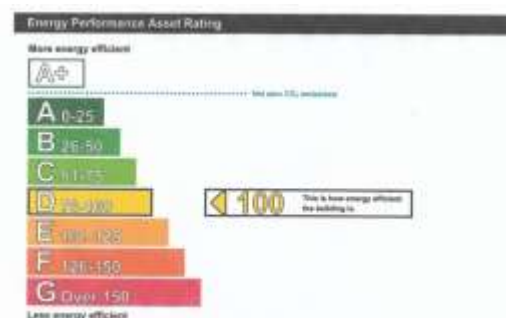 Energy Performance Asset Rating
More energy efficient
A+
Net zero CO₂ emissions
A 0-25
B 26-50
C 51-75
D 76-100
100 This is how energy efficient
the building is.
E 101-125
F 126-150
G Over 150
Less energy efficient